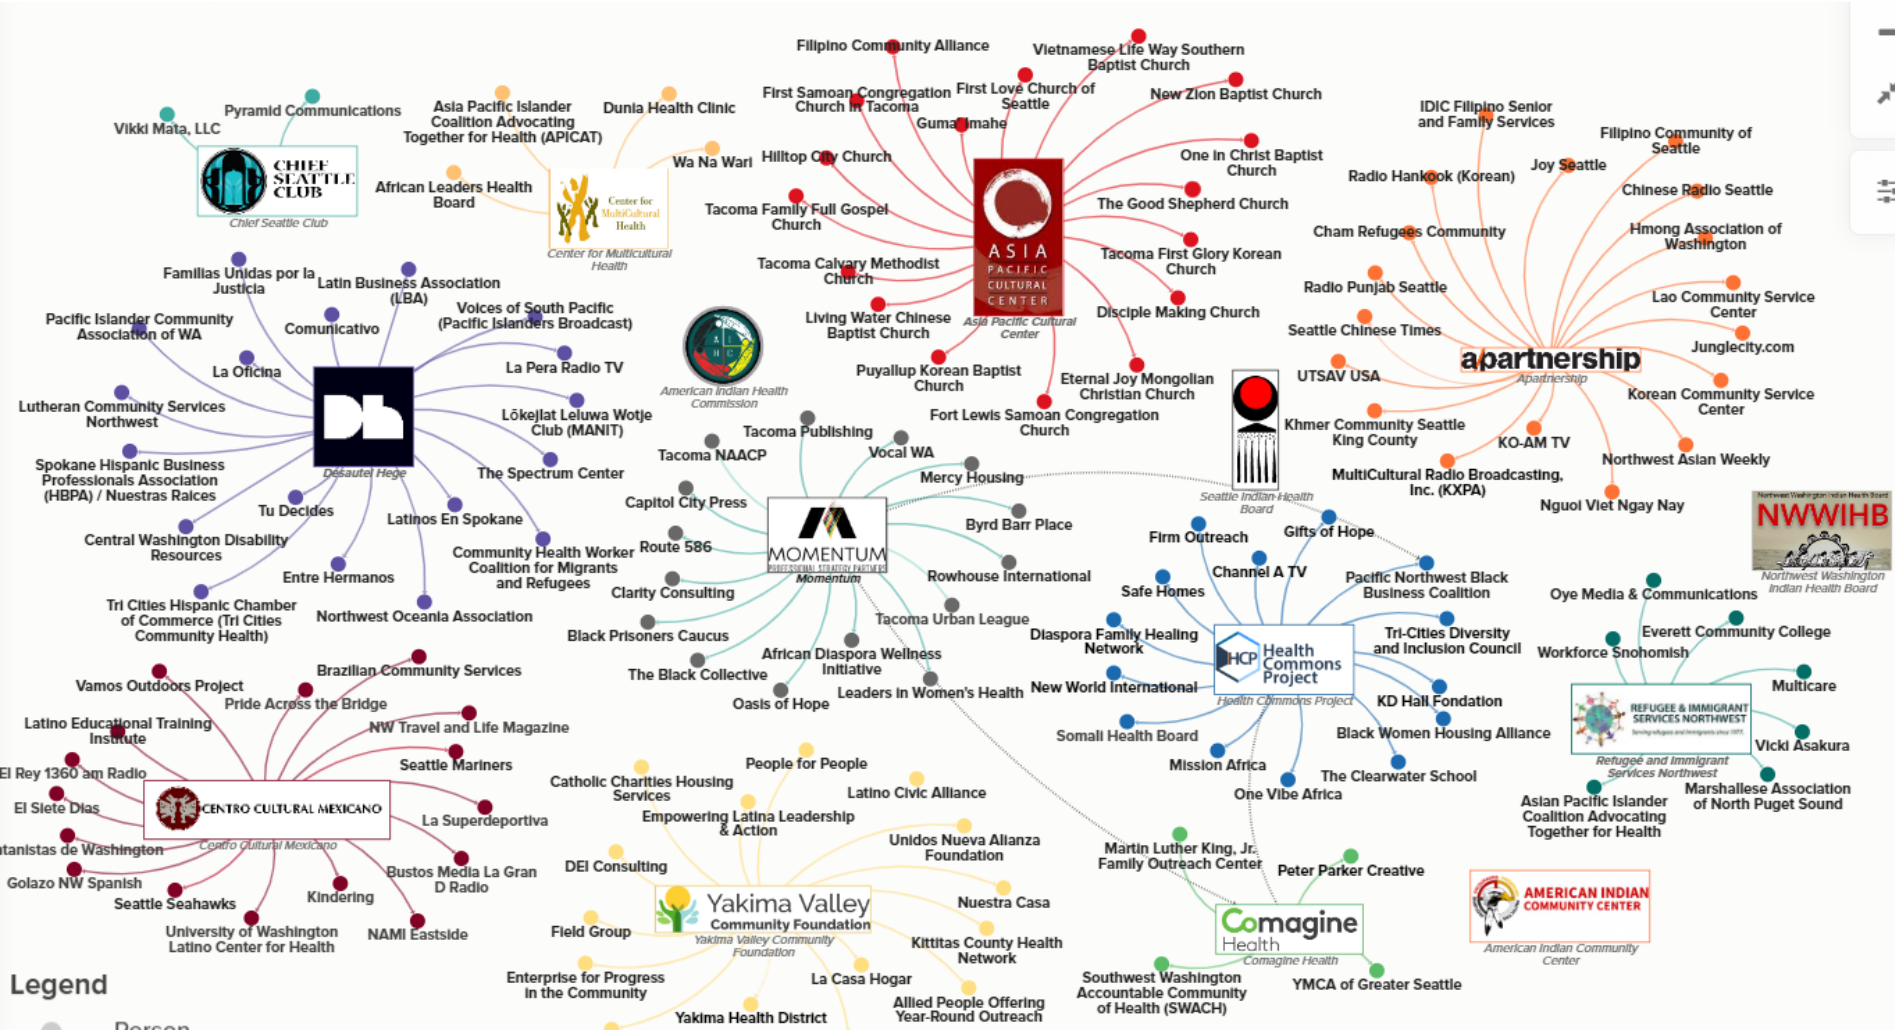 Vikki Mata, LLC
Pyramid Communications
CHIEF
SEATTLE
CLUB
Chief Seattle Club
Asia Pacific Islander
Coalition Advocating
Together for Health (APICAT)
Dunia Health Clinic
Wa Na Wari
African Leaders Health
Board
Center for
MultiCultural
Health
Center for Multicultural
Health
Filipino Community Alliance
Vietnamese Life Way Southern
Baptist Church
First Samoan Congregation
Church in Tacoma
First Love Church of
Seattle
New Zion Baptist Church
Guma' Imahe
Hilltop City Church
One in Christ Baptist
Church
Tacoma Family Full Gospel
Church
The Good Shepherd Church
Tacoma Calvary Methodist
Church
Tacoma First Glory Korean
Church
Living Water Chinese
Baptist Church
Disciple Making Church
Puyallup Korean Baptist
Church
Eternal Joy Mongolian
Christian Church
Fort Lewis Samoan Congregation
Church
ASIA
PACIFIC
CULTURAL
CENTER
Asia Pacific Cultural
Center
IDIC Filipino Senior
and Family Services
Filipino Community of
Seattle
Joy Seattle
Radio Hankook (Korean)
Chinese Radio Seattle
Cham Refugees Community
Hmong Association of
Washington
Radio Punjab Seattle
Lao Community Service
Center
Seattle Chinese Times
Junglecity.com
UTSAV USA
Korean Community Service
Center
Khmer Community Seattle
King County
KO-AM TV
Northwest Asian Weekly
MultiCultural Radio Broadcasting,
Inc. (KXPA)
Nguoi Viet Ngay Nay
apartnership
Apartnership
Familias Unidas por la
Justicia
Latin Business Association
(LBA)
Pacific Islander Community
Association of WA
Comunicativo
Voices of South Pacific
(Pacific Islanders Broadcast)
La Oficina
La Pera Radio TV
Lutheran Community Services
Northwest
Lōkejlat Leluwa Wotje
Club (MANIT)
Spokane Hispanic Business
Professionals Association
(HBPA) / Nuestras Raices
The Spectrum Center
Tu Decides
Latinos En Spokane
Central Washington Disability
Resources
Community Health Worker
Coalition for Migrants
and Refugees
Entre Hermanos
Tri Cities Hispanic Chamber
of Commerce (Tri Cities
Community Health)
Northwest Oceania Association
Dh
Desautel Hege
A I
H C
American Indian Health
Commission
Tacoma Publishing
Tacoma NAACP
Vocal WA
Mercy Housing
Capitol City Press
Byrd Barr Place
Route 586
Rowhouse International
Clarity Consulting
Tacoma Urban League
Black Prisoners Caucus
African Diaspora Wellness
Initiative
The Black Collective
Leaders in Women's Health
Oasis of Hope
MOMENTUM
PROFESSIONAL STRATEGY PARTNERS
Momentum
Seattle Indian Health
Board
Firm Outreach
Gifts of Hope
Channel A TV
Safe Homes
Pacific Northwest Black
Business Coalition
Diaspora Family Healing
Network
Tri-Cities Diversity
and Inclusion Council
New World International
KD Hall Fondation
Somali Health Board
Black Women Housing Alliance
Mission Africa
The Clearwater School
One Vibe Africa
HCP
Health
Commons
Project
Health Commons Project
Northwest Washington Indian Health Board
NWWIHB
Northwest Washington
Indian Health Board
Oye Media & Communications
Everett Community College
Workforce Snohomish
Multicare
Vicki Asakura
Marshallese Association
of North Puget Sound
Asian Pacific Islander
Coalition Advocating
Together for Health
REFUGEE & IMMIGRANT
SERVICES NORTHWEST
Serving refugees and immigrants since 1977.
Refugee and Immigrant
Services Northwest
Brazilian Community Services
Vamos Outdoors Project
Pride Across the Bridge
Latino Educational Training
Institute
NW Travel and Life Magazine
Seattle Mariners
El Rey 1360 am Radio
El Siete Dias
La Superdeportiva
tanistas de Washington
Golazo NW Spanish
Bustos Media La Gran
D Radio
Seattle Seahawks
Kindering
University of Washington
Latino Center for Health
NAMI Eastside
CENTRO CULTURAL MEXICANO
Centro Cultural Mexicano
People for People
Catholic Charities Housing
Services
Latino Civic Alliance
Empowering Latina Leadership
& Action
Unidos Nueva Alianza
Foundation
DEI Consulting
Nuestra Casa
Field Group
Kittitas County Health
Network
Enterprise for Progress
in the Community
La Casa Hogar
Allied People Offering
Year-Round Outreach
Yakima Health District
Yakima Valley
Community Foundation
Yakima Valley Community
Foundation
Martin Luther King, Jr.
Family Outreach Center
Peter Parker Creative
Southwest Washington
Accountable Community
of Health (SWACH)
YMCA of Greater Seattle
Comagine
Health
Comagine Health
AMERICAN INDIAN
COMMUNITY CENTER
American Indian Community
Center
Legend
Person